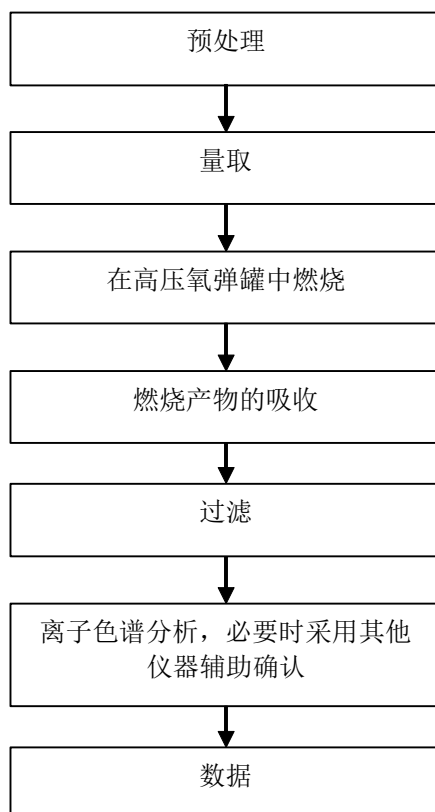 预处理
量取
在高压氧弹罐中燃烧
燃烧产物的吸收
过滤
离子色谱分析，必要时采用其他
仪器辅助确认
数据